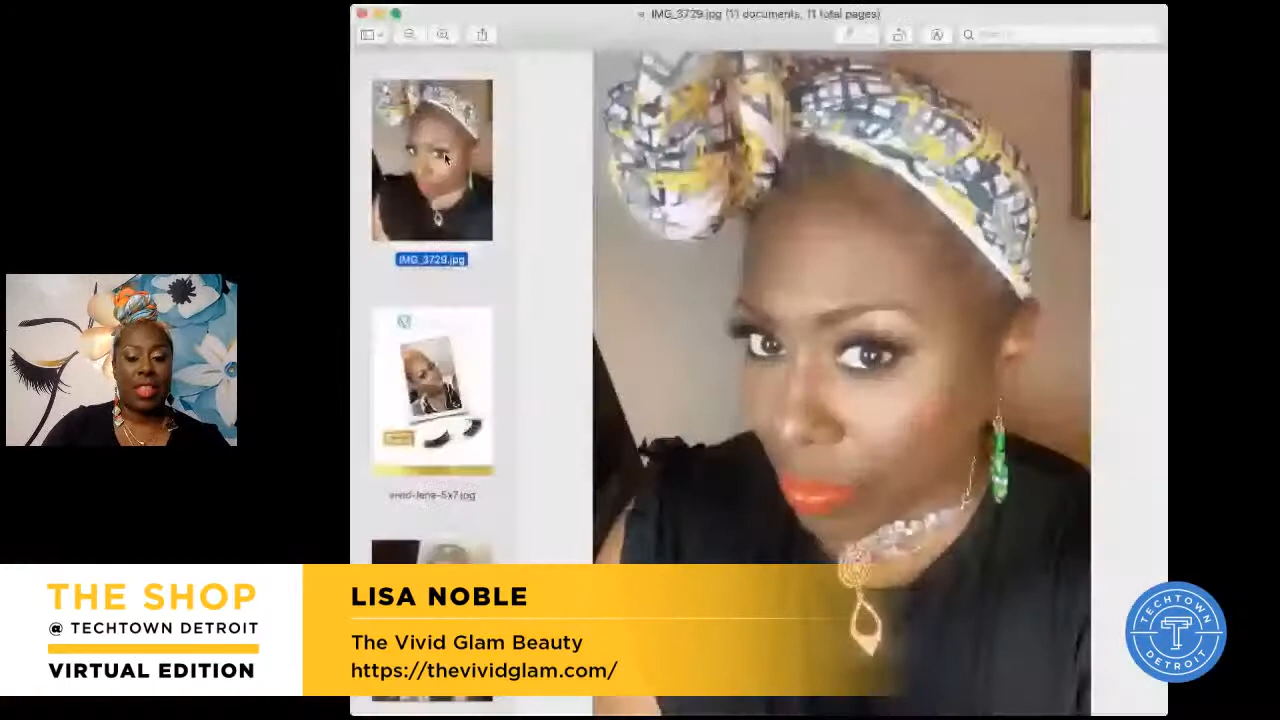 IMG_3729.jpg (11 documents, 11 total pages)
IMG_3729.jpg
THE SHOP
@ TECHTOWN DETROIT
VIRTUAL EDITION
LISA NOBLE
The Vivid Glam Beauty
https://thevividglam.com/
TECHTOWN
DETROIT